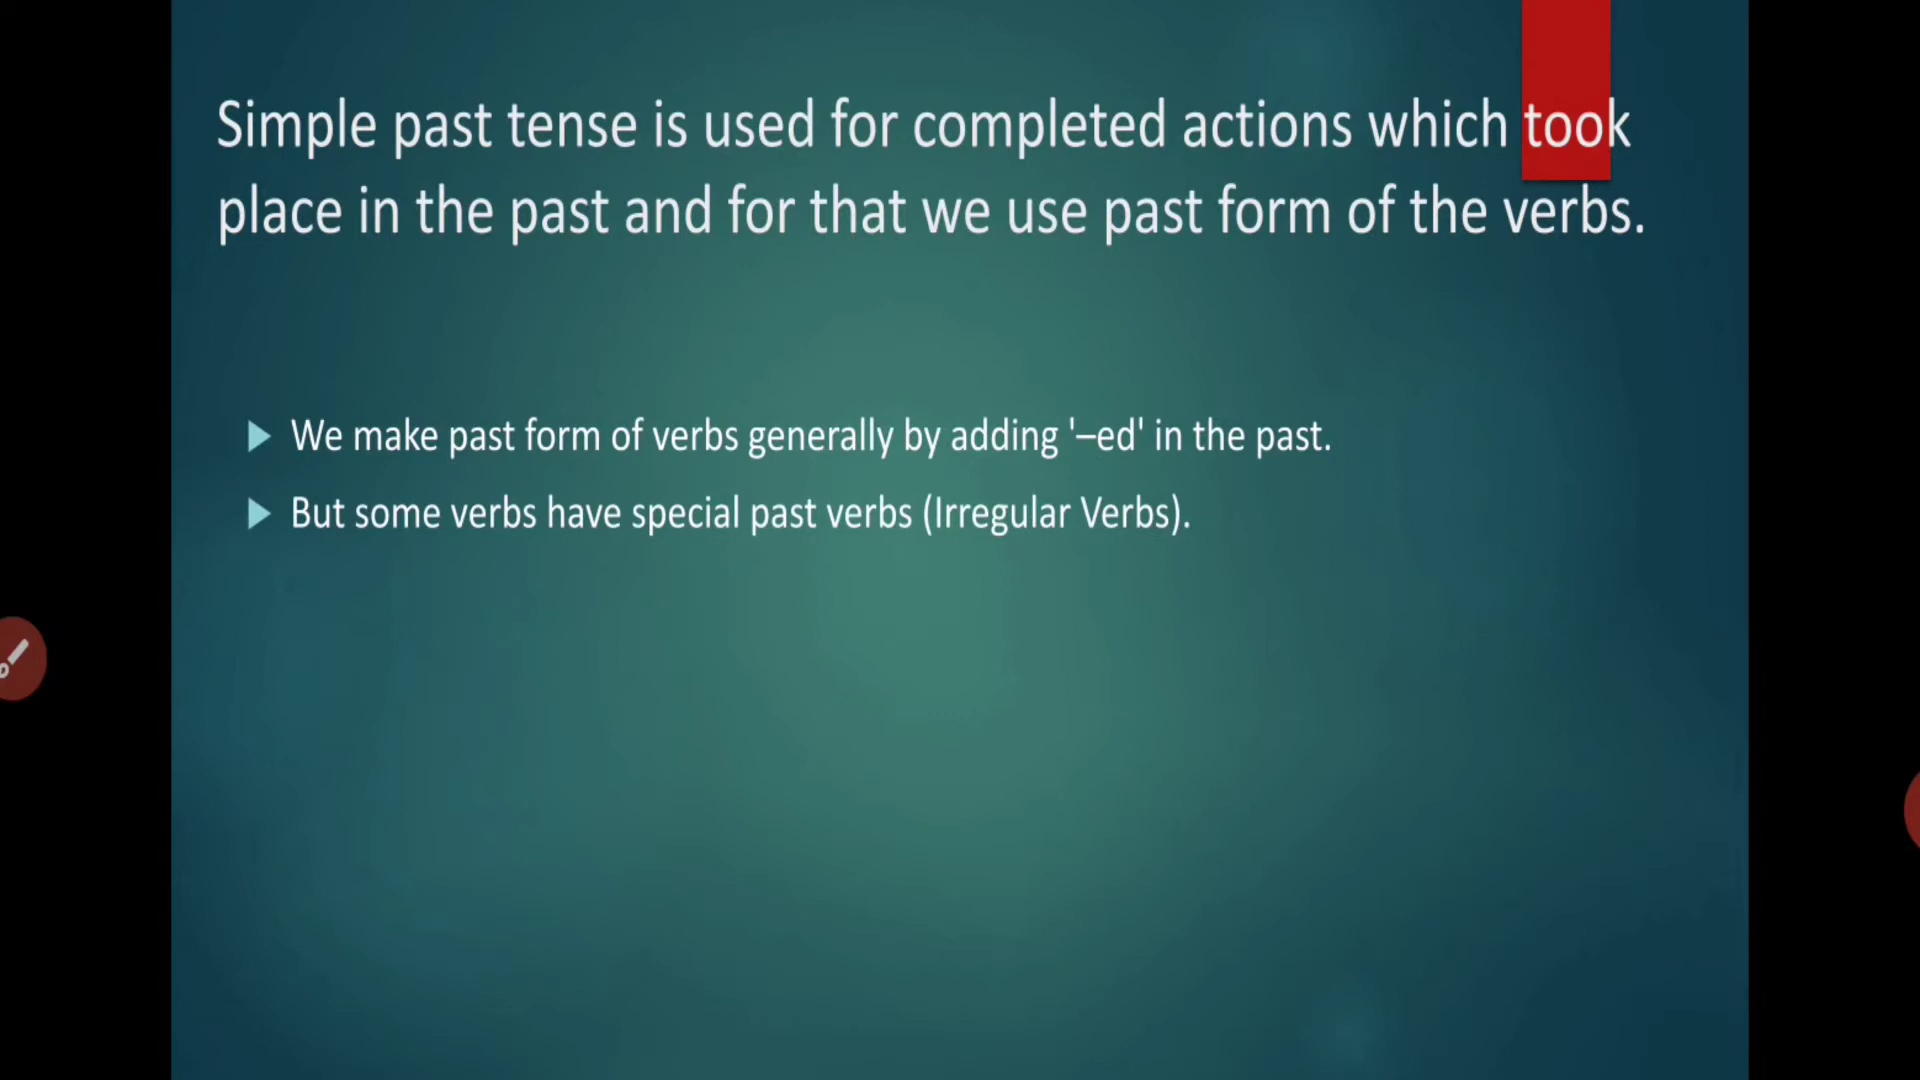 Simple past tense is used for completed actions which took
place in the past and for that we use past form of the verbs.
We make past form of verbs generally by adding '–ed' in the past.
But some verbs have special past verbs (Irregular Verbs).